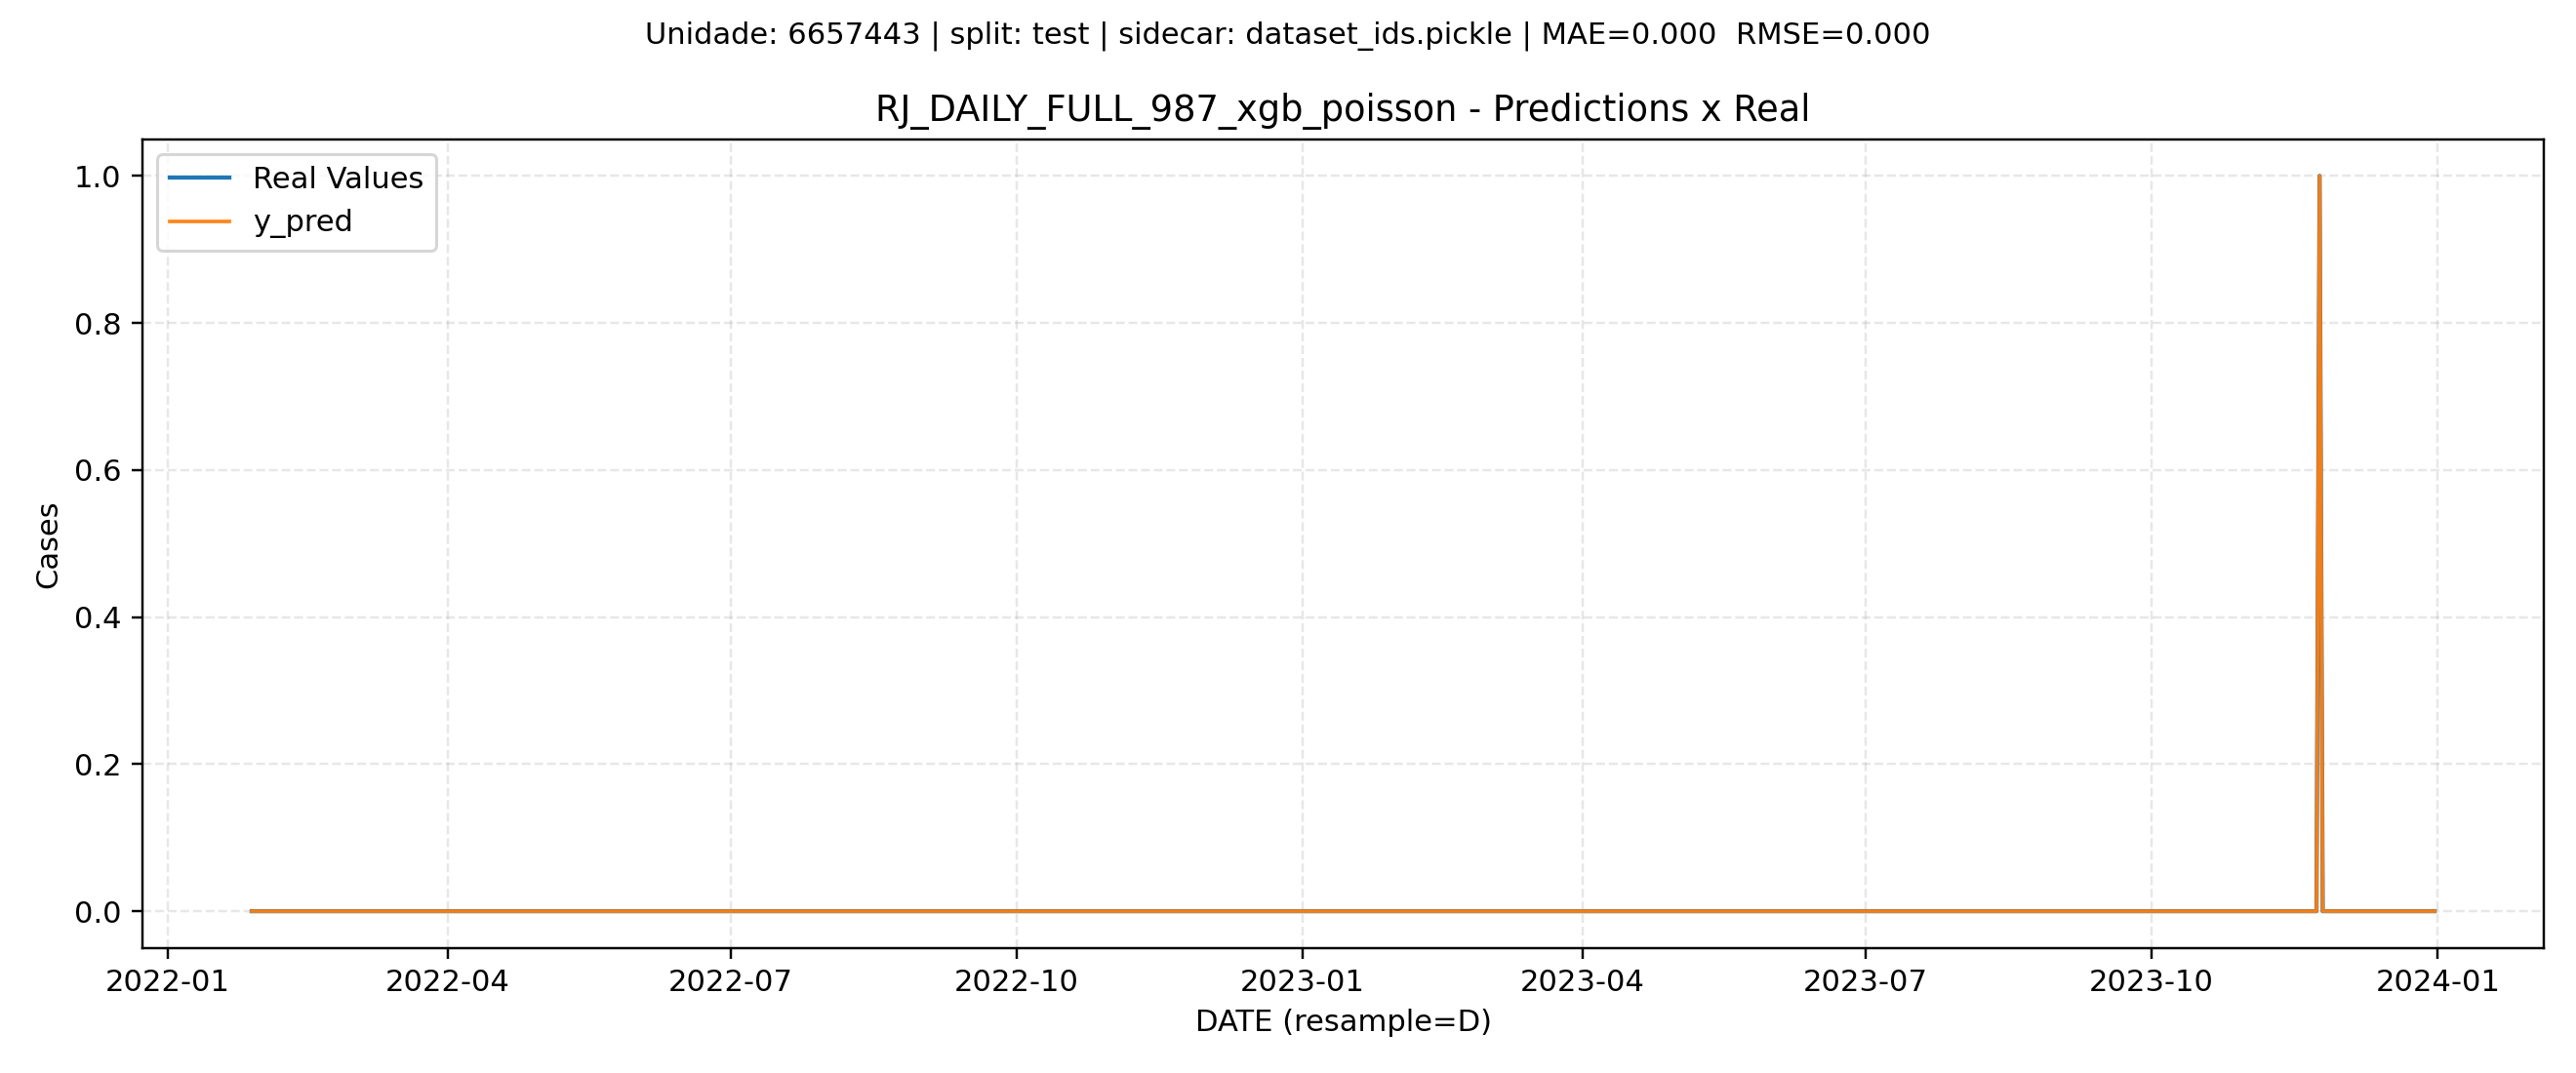 Unidade: 6657443 | split: test | sidecar: dataset_ids.pickle | MAE=0.000  RMSE=0.000
RJ_DAILY_FULL_987_xgb_poisson - Predictions x Real
Real Values
y_pred
1.0
0.8
0.6
0.4
0.2
0.0
Cases
2022-01
2022-04
2022-07
2022-10
2023-01
2023-04
2023-07
2023-10
2024-01
DATE (resample=D)